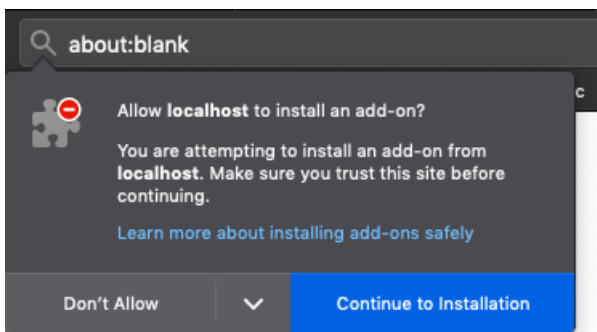 about:blank
c
Allow localhost to install an add-on?
You are attempting to install an add-on from
localhost. Make sure you trust this site before
continuing.
Learn more about installing add-ons safely
Don't Allow
Continue to Installation